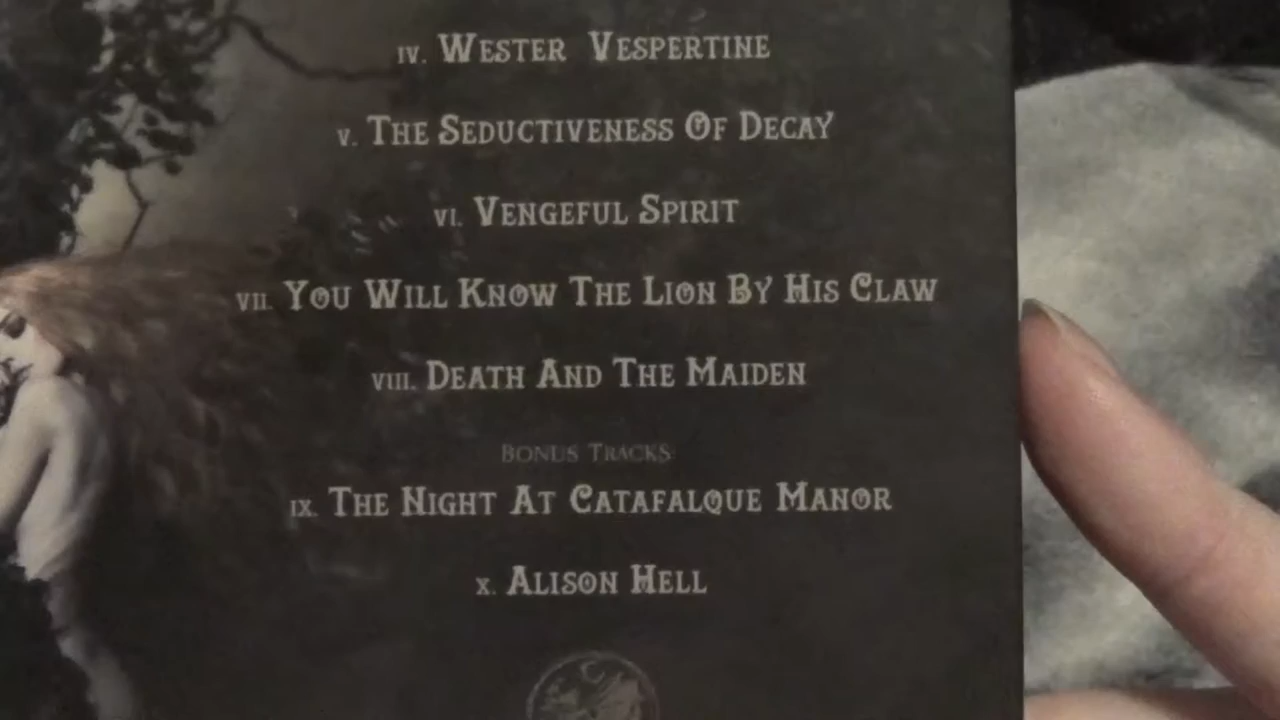 IV. WESTER VESPERTINE
V. THE SEDUCTIVENESS OF DECAY
VI. VENGEFUL SPIRIT
VII. YOU WILL KNOW THE LION BY HIS CLAW
VIII. DEATH AND THE MAIDEN
BONUS TRACKS:
IX. THE NIGHT AT CATAFALQUE MANOR
X. ALISON HELL